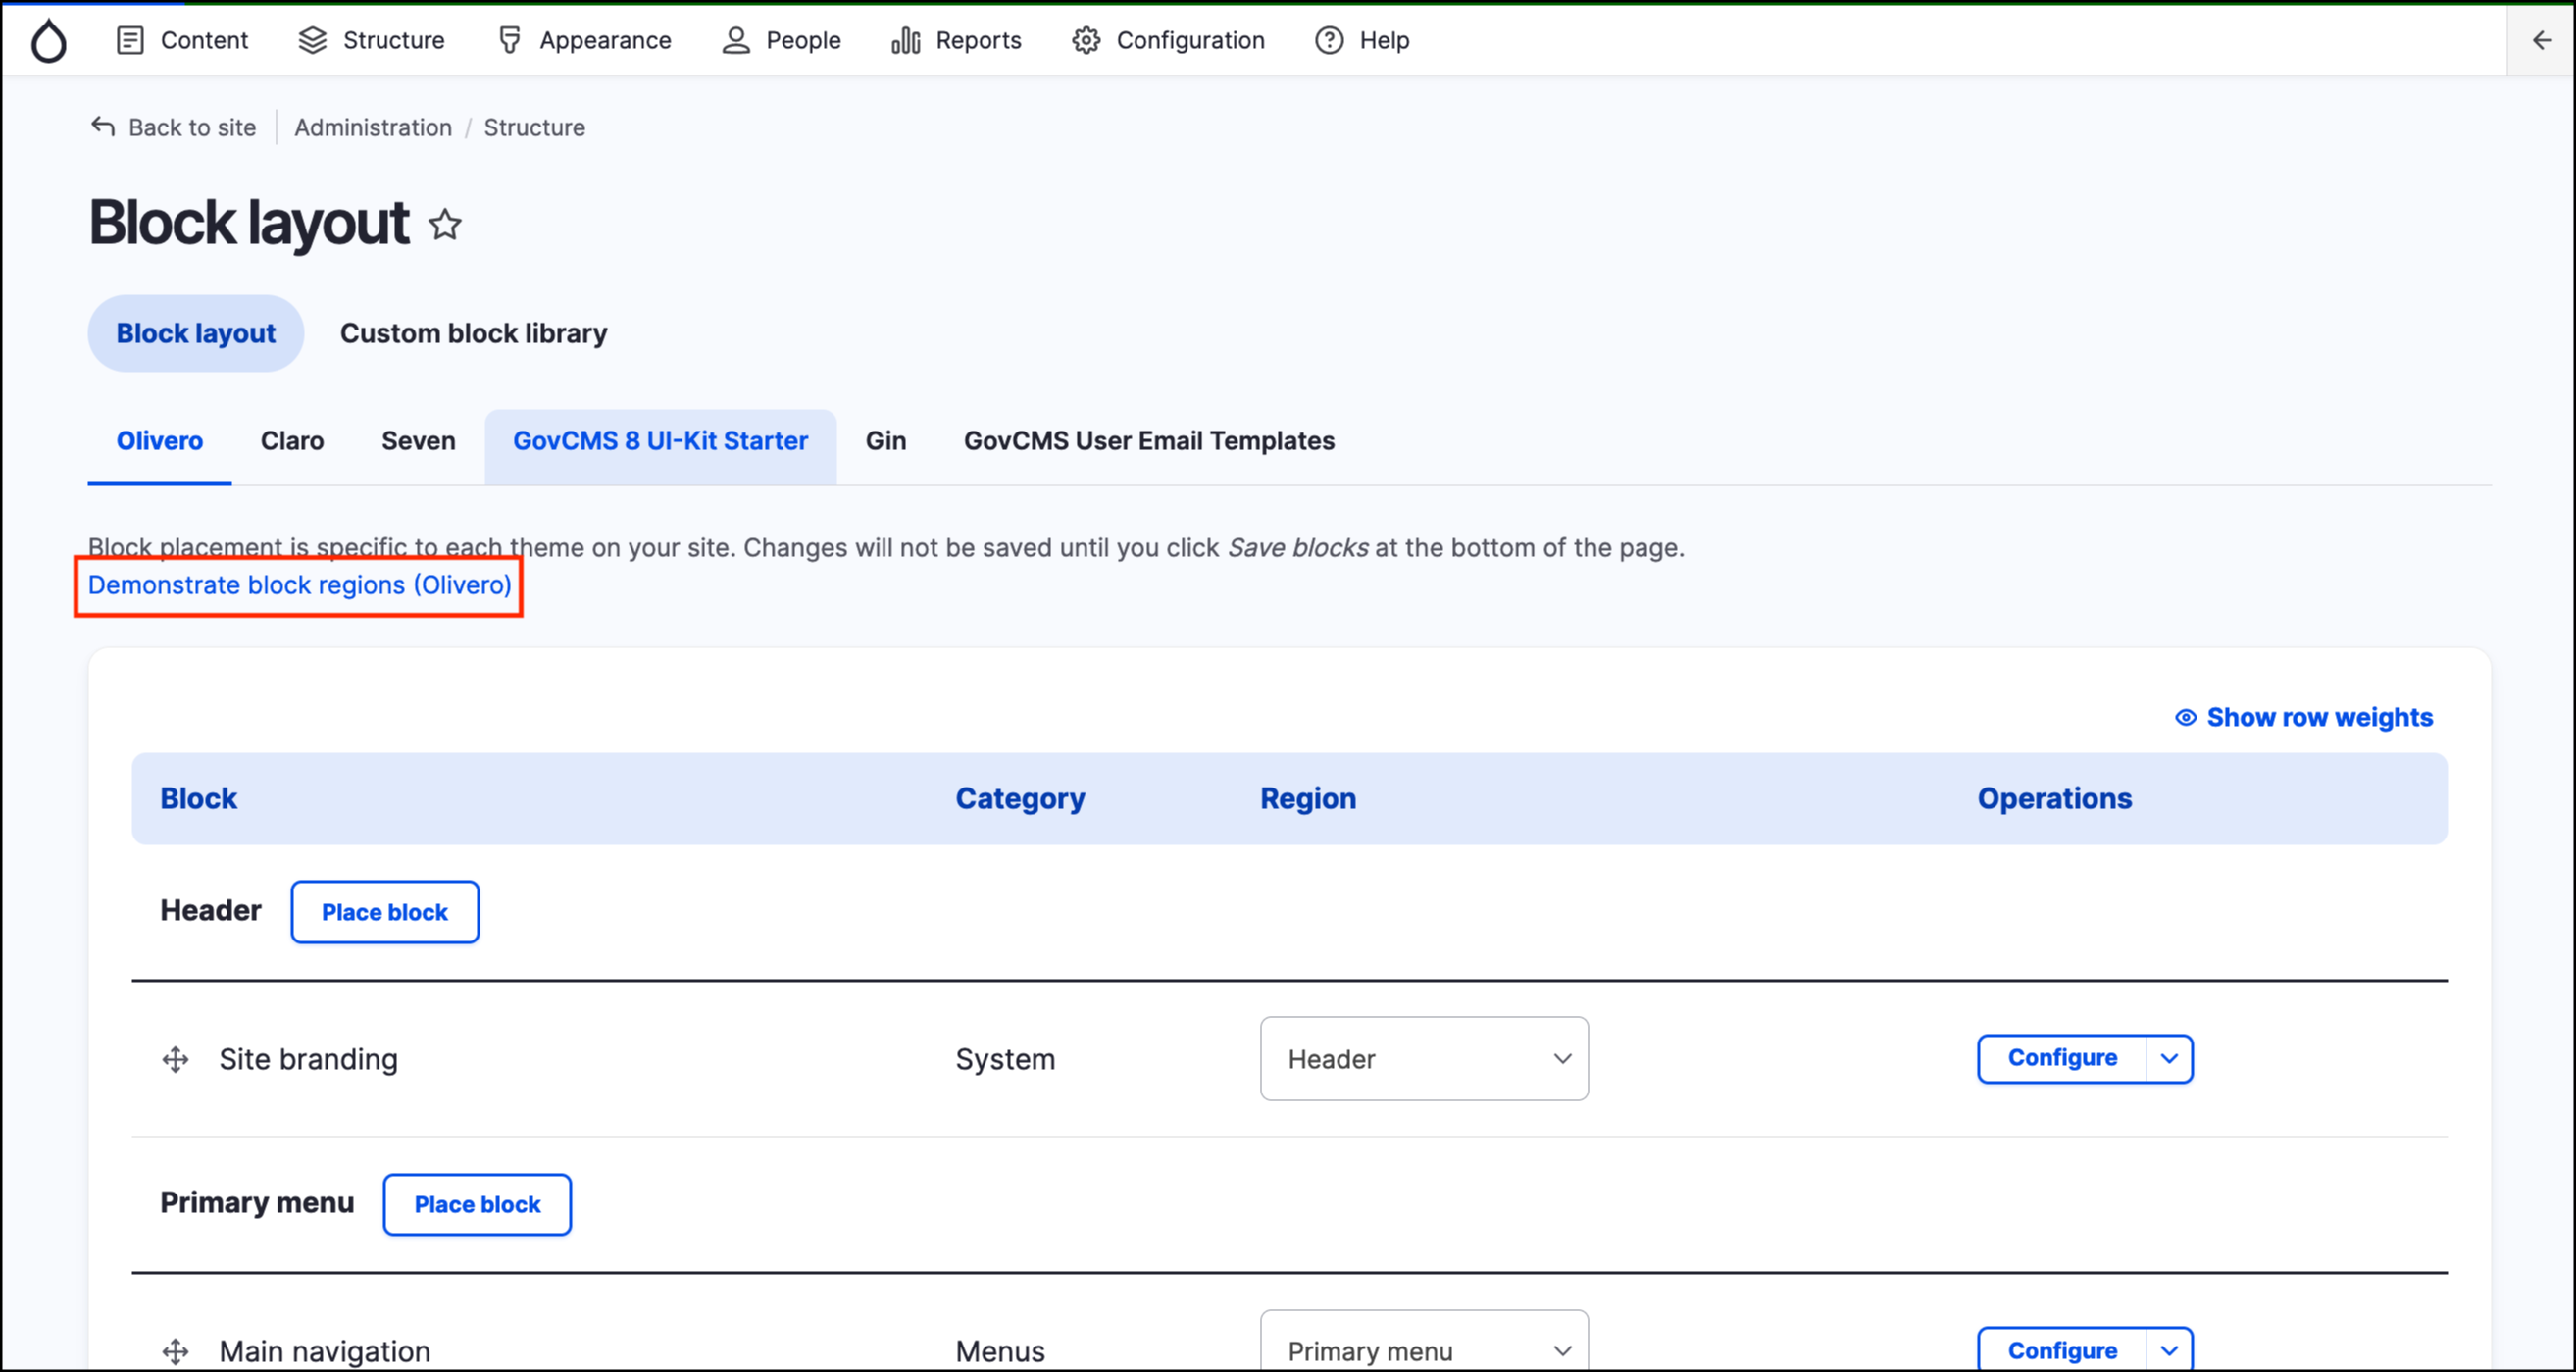 Content Structure Appearance People Reports Configuration Help
Back to site Administration / Structure
Block layout
Block layout Custom block library
Olivero Claro Seven GovCMS 8 UI-Kit Starter Gin GovCMS User Email Templates
Block placement is specific to each theme on your site. Changes will not be saved until you click Save blocks at the bottom of the page.
Demonstrate block regions (Olivero)
Show row weights
Block Category Region Operations
Header Place block
Site branding System Header Configure
Primary menu Place block
Main navigation Menus Primary menu Configure